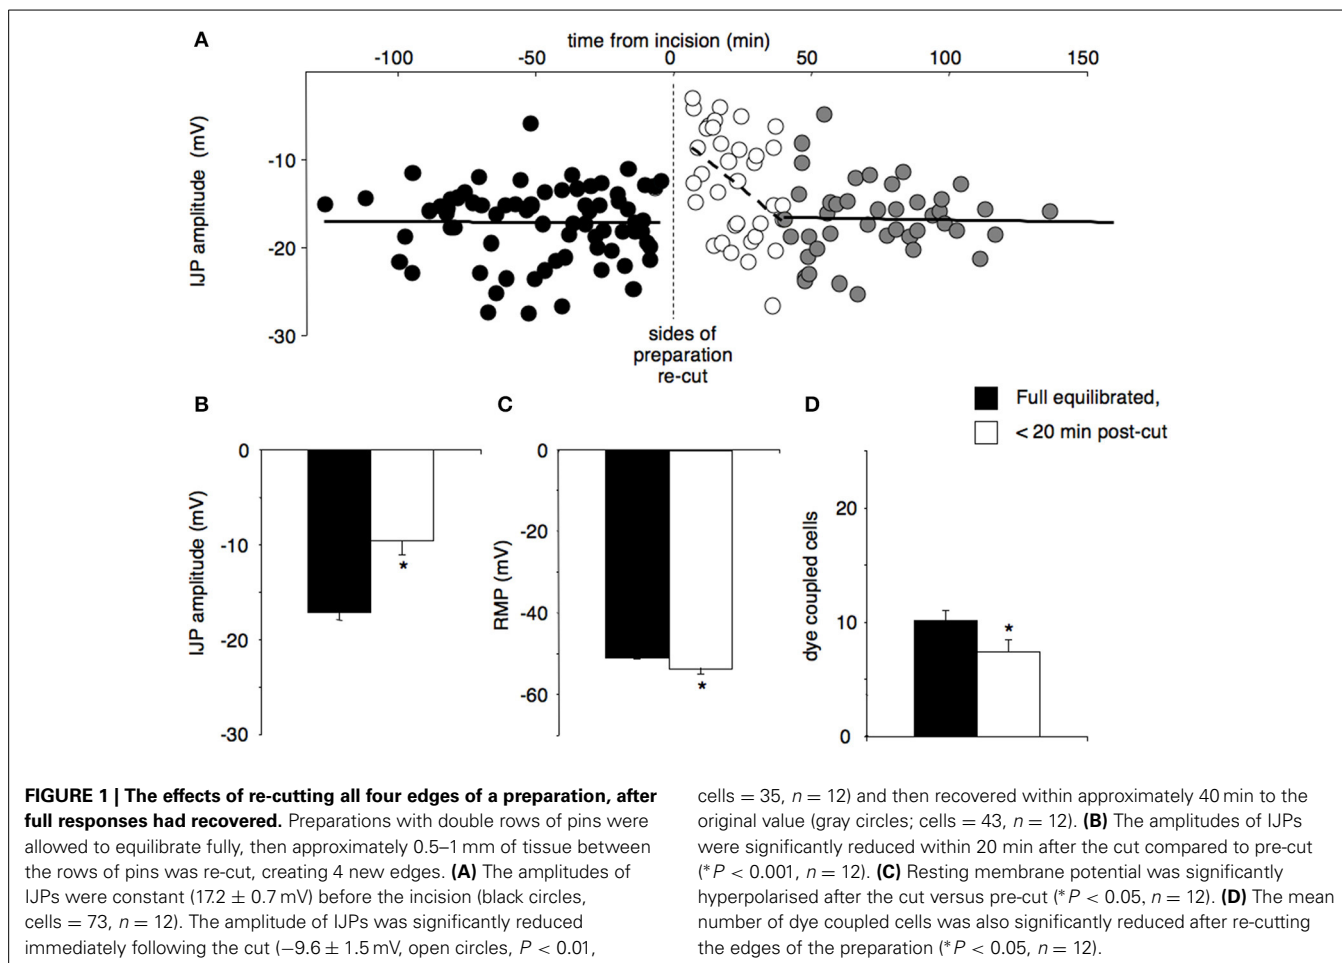 A
time from incision (min)
-100 -50 0 50 100 150
IJP amplitude (mV)
-10
-20
-30
sides of
preparation
re-cut
Full equilibrated,
< 20 min post-cut
B
IJP amplitude (mV)
0
-10
-20
-30
*
C
RMP (mV)
0
-20
-40
-60
*
D
dye coupled cells
20
10
0
*
FIGURE 1 | The effects of re-cutting all four edges of a preparation, after
full responses had recovered. Preparations with double rows of pins were
allowed to equilibrate fully, then approximately 0.5–1 mm of tissue between
the rows of pins was re-cut, creating 4 new edges. (A) The amplitudes of
IJPs were constant (17.2 ± 0.7 mV) before the incision (black circles,
cells = 73, n = 12). The amplitude of IJPs was significantly reduced
immediately following the cut (−9.6 ± 1.5 mV, open circles, P < 0.01,
cells = 35, n = 12) and then recovered within approximately 40 min to the
original value (gray circles; cells = 43, n = 12). (B) The amplitudes of IJPs
were significantly reduced within 20 min after the cut compared to pre-cut
(*P < 0.001, n = 12). (C) Resting membrane potential was significantly
hyperpolarised after the cut versus pre-cut (*P < 0.05, n = 12). (D) The mean
number of dye coupled cells was also significantly reduced after re-cutting
the edges of the preparation (*P < 0.05, n = 12).